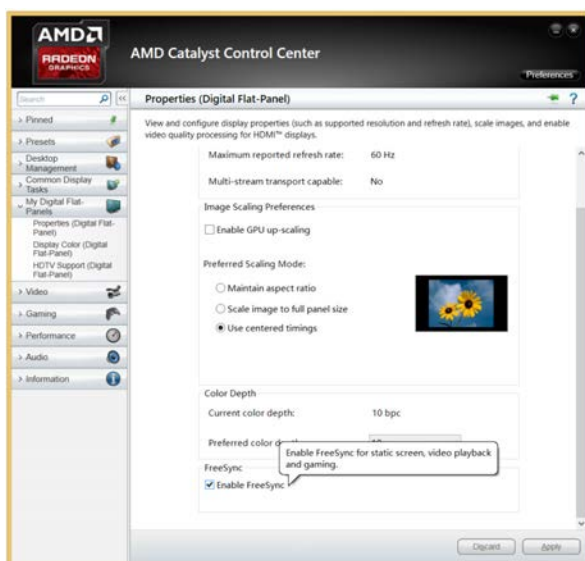 AMD
RADEON
GRAPHICS
AMD Catalyst Control Center
Preferences
Search
Properties (Digital Flat-Panel)
Pinned
Presets
Desktop
Management
Common Display
Tasks
My Digital Flat-
Panels
Properties (Digital Flat-
Panel)
Display Color (Digital
Flat-Panel)
HDTV Support (Digital
Flat-Panel)
Video
Gaming
Performance
Audio
Information
View and configure display properties (such as supported resolution and refresh rate), scale images, and enable
video quality processing for HDMI™ displays.
Maximum reported refresh rate: 60 Hz
Multi-stream transport capable: No
Image Scaling Preferences
Enable GPU up-scaling
Preferred Scaling Mode:
Maintain aspect ratio
Scale image to full panel size
Use centered timings
Color Depth
Current color depth: 10 bpc
Preferred color
Enable FreeSync for static screen, video playback
and gaming.
FreeSync
Enable FreeSync
Discard
Apply